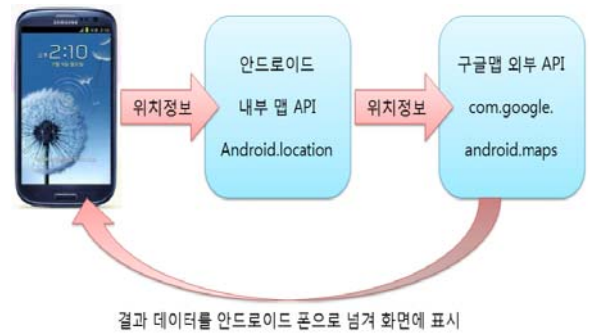 SAMSUNG
2:10
위치정보
안드로이드
내부 맵 API
Android.location
위치정보
구글맵 외부 API
com.google.
android.maps
결과 데이터를 안드로이드 폰으로 넘겨 화면에 표시